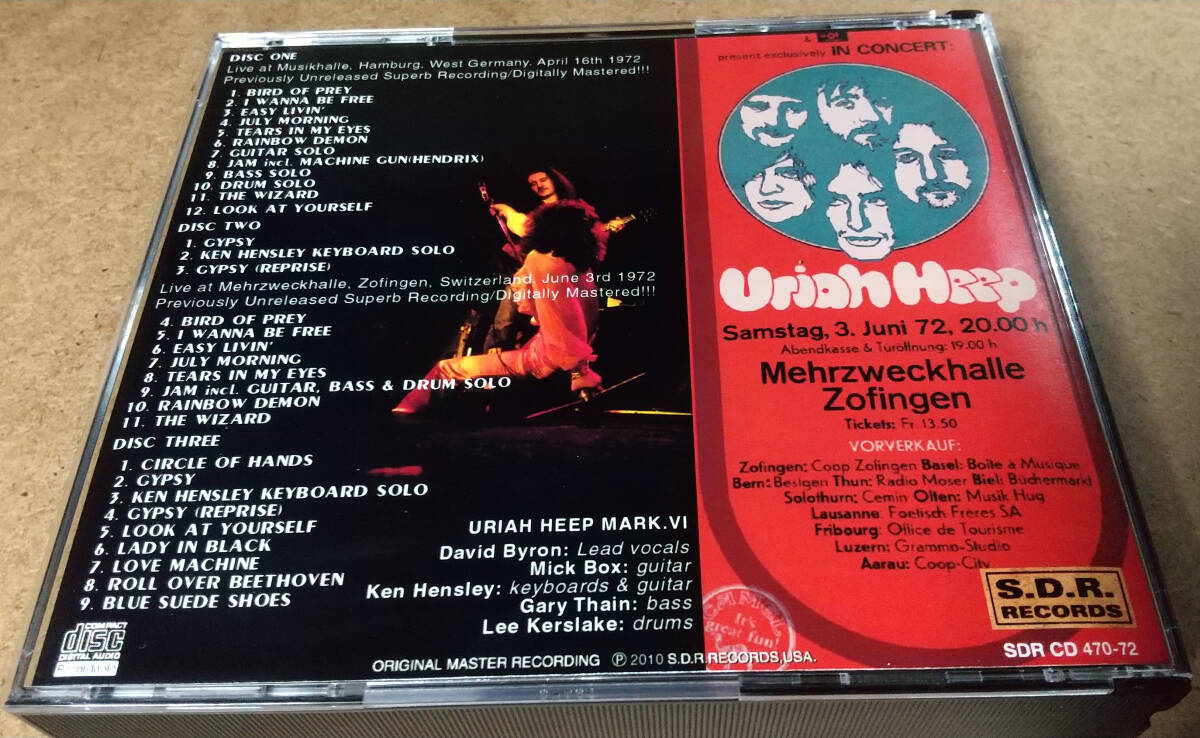 DISC ONE
Live at Musikhalle, Hamburg, West Germany. April 16th 1972
Previously Unreleased Superb Recording/Digitally Mastered!!!
1. BIRD OF PREY
2. I WANNA BE FREE
3. EASY LIVIN'
4. JULY MORNING
5. TEARS IN MY EYES
6. RAINBOW DEMON
7. GUITAR SOLO
8. JAM incl. MACHINE GUN(HENDRIX)
9. BASS SOLO
10. DRUM SOLO
11. THE WIZARD
12. LOOK AT YOURSELF
DISC TWO
1. GYPSY
2. KEN HENSLEY KEYBOARD SOLO
3. GYPSY (REPRISE)
Live at Mehrzweckhalle, Zofingen, Switzerland. June 3rd 1972
Previously Unreleased Superb Recording/Digitally Mastered!!!
4. BIRD OF PREY
5. I WANNA BE FREE
6. EASY LIVIN'
7. JULY MORNING
8. TEARS IN MY EYES
9. JAM incl. GUITAR, BASS & DRUM SOLO
10. RAINBOW DEMON
11. THE WIZARD
DISC THREE
1. CIRCLE OF HANDS
2. GYPSY
3. KEN HENSLEY KEYBOARD SOLO
4. GYPSY (REPRISE)
5. LOOK AT YOURSELF
6. LADY IN BLACK
7. LOVE MACHINE
8. ROLL OVER BEETHOVEN
9. BLUE SUEDE SHOES
URIAH HEEP MARK.VI
David Byron: Lead vocals
Mick Box: guitar
Ken Hensley: keyboards & guitar
Gary Thain: bass
Lee Kerslake: drums
COMPACT
disc
DIGITAL AUDIO
ORIGINAL MASTER RECORDING ℗ 2010 S.D.R.RECORDS,USA.
present exclusively IN CONCERT:
Uriah Heep
Samstag, 3. Juni 72, 20.00 h
Abendkasse & Türöffnung: 19.00 h
Mehrzweckhalle
Zofingen
Tickets: Fr. 13.50
VORVERKAUF:
Zofingen: Coop Zofingen Basel: Boîte à Musique
Bern: Bestgen Thun: Radio Moser Biel: Büchermarkt
Solothurn: Cemin Olten: Musik Hug
Lausanne: Foetisch Frères SA
Fribourg: Office de Tourisme
Luzern: Grammo-Studio
Aarau: Coop-City
CAMEL
It's
great fun!
S.D.R.
RECORDS
SDR CD 470-72